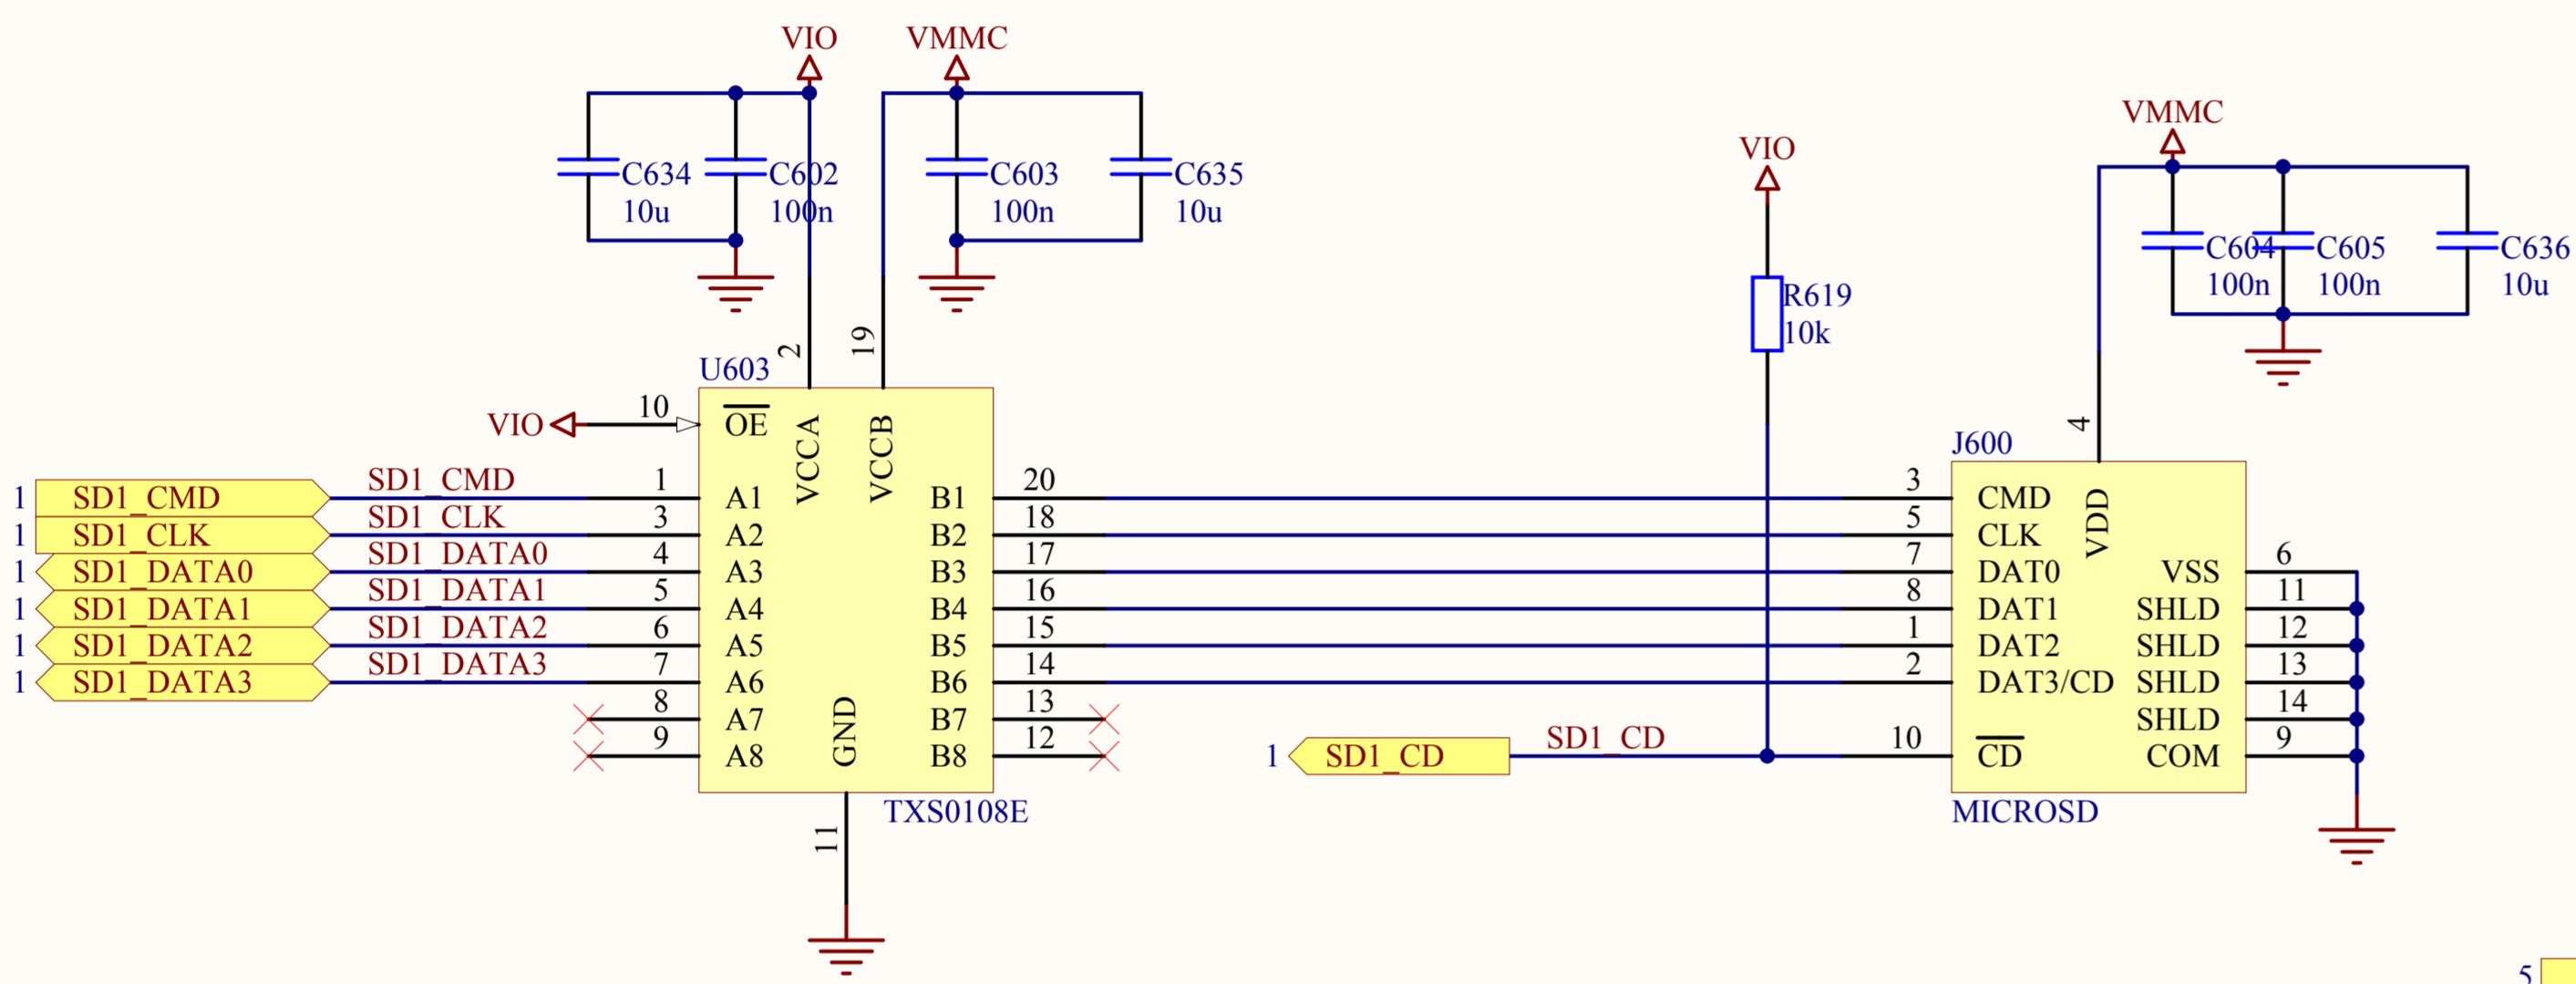 VIO
VMMC
C634
10u
C602
100n
C603
100n
C635
10u
VIO
R619
10k
VMMC
C604
100n
C605
100n
C636
10u
U603
2
19
VIO
10
OE
VCCA
VCCB
1 SD1_CMD SD1_CMD 1 A1 B1 20
1 SD1_CLK SD1_CLK 3 A2 B2 18
1 SD1_DATA0 SD1_DATA0 4 A3 B3 17
1 SD1_DATA1 SD1_DATA1 5 A4 B4 16
1 SD1_DATA2 SD1_DATA2 6 A5 B5 15
1 SD1_DATA3 SD1_DATA3 7 A6 B6 14
8 A7 B7 13
9 A8 B8 12
GND
11
TXS0108E
1 SD1_CD SD1_CD
J600
4
VDD
3 CMD
5 CLK
7 DAT0 VSS 6
8 DAT1 SHLD 11
1 DAT2 SHLD 12
2 DAT3/CD SHLD 13
SHLD 14
10 CD COM 9
MICROSD
5